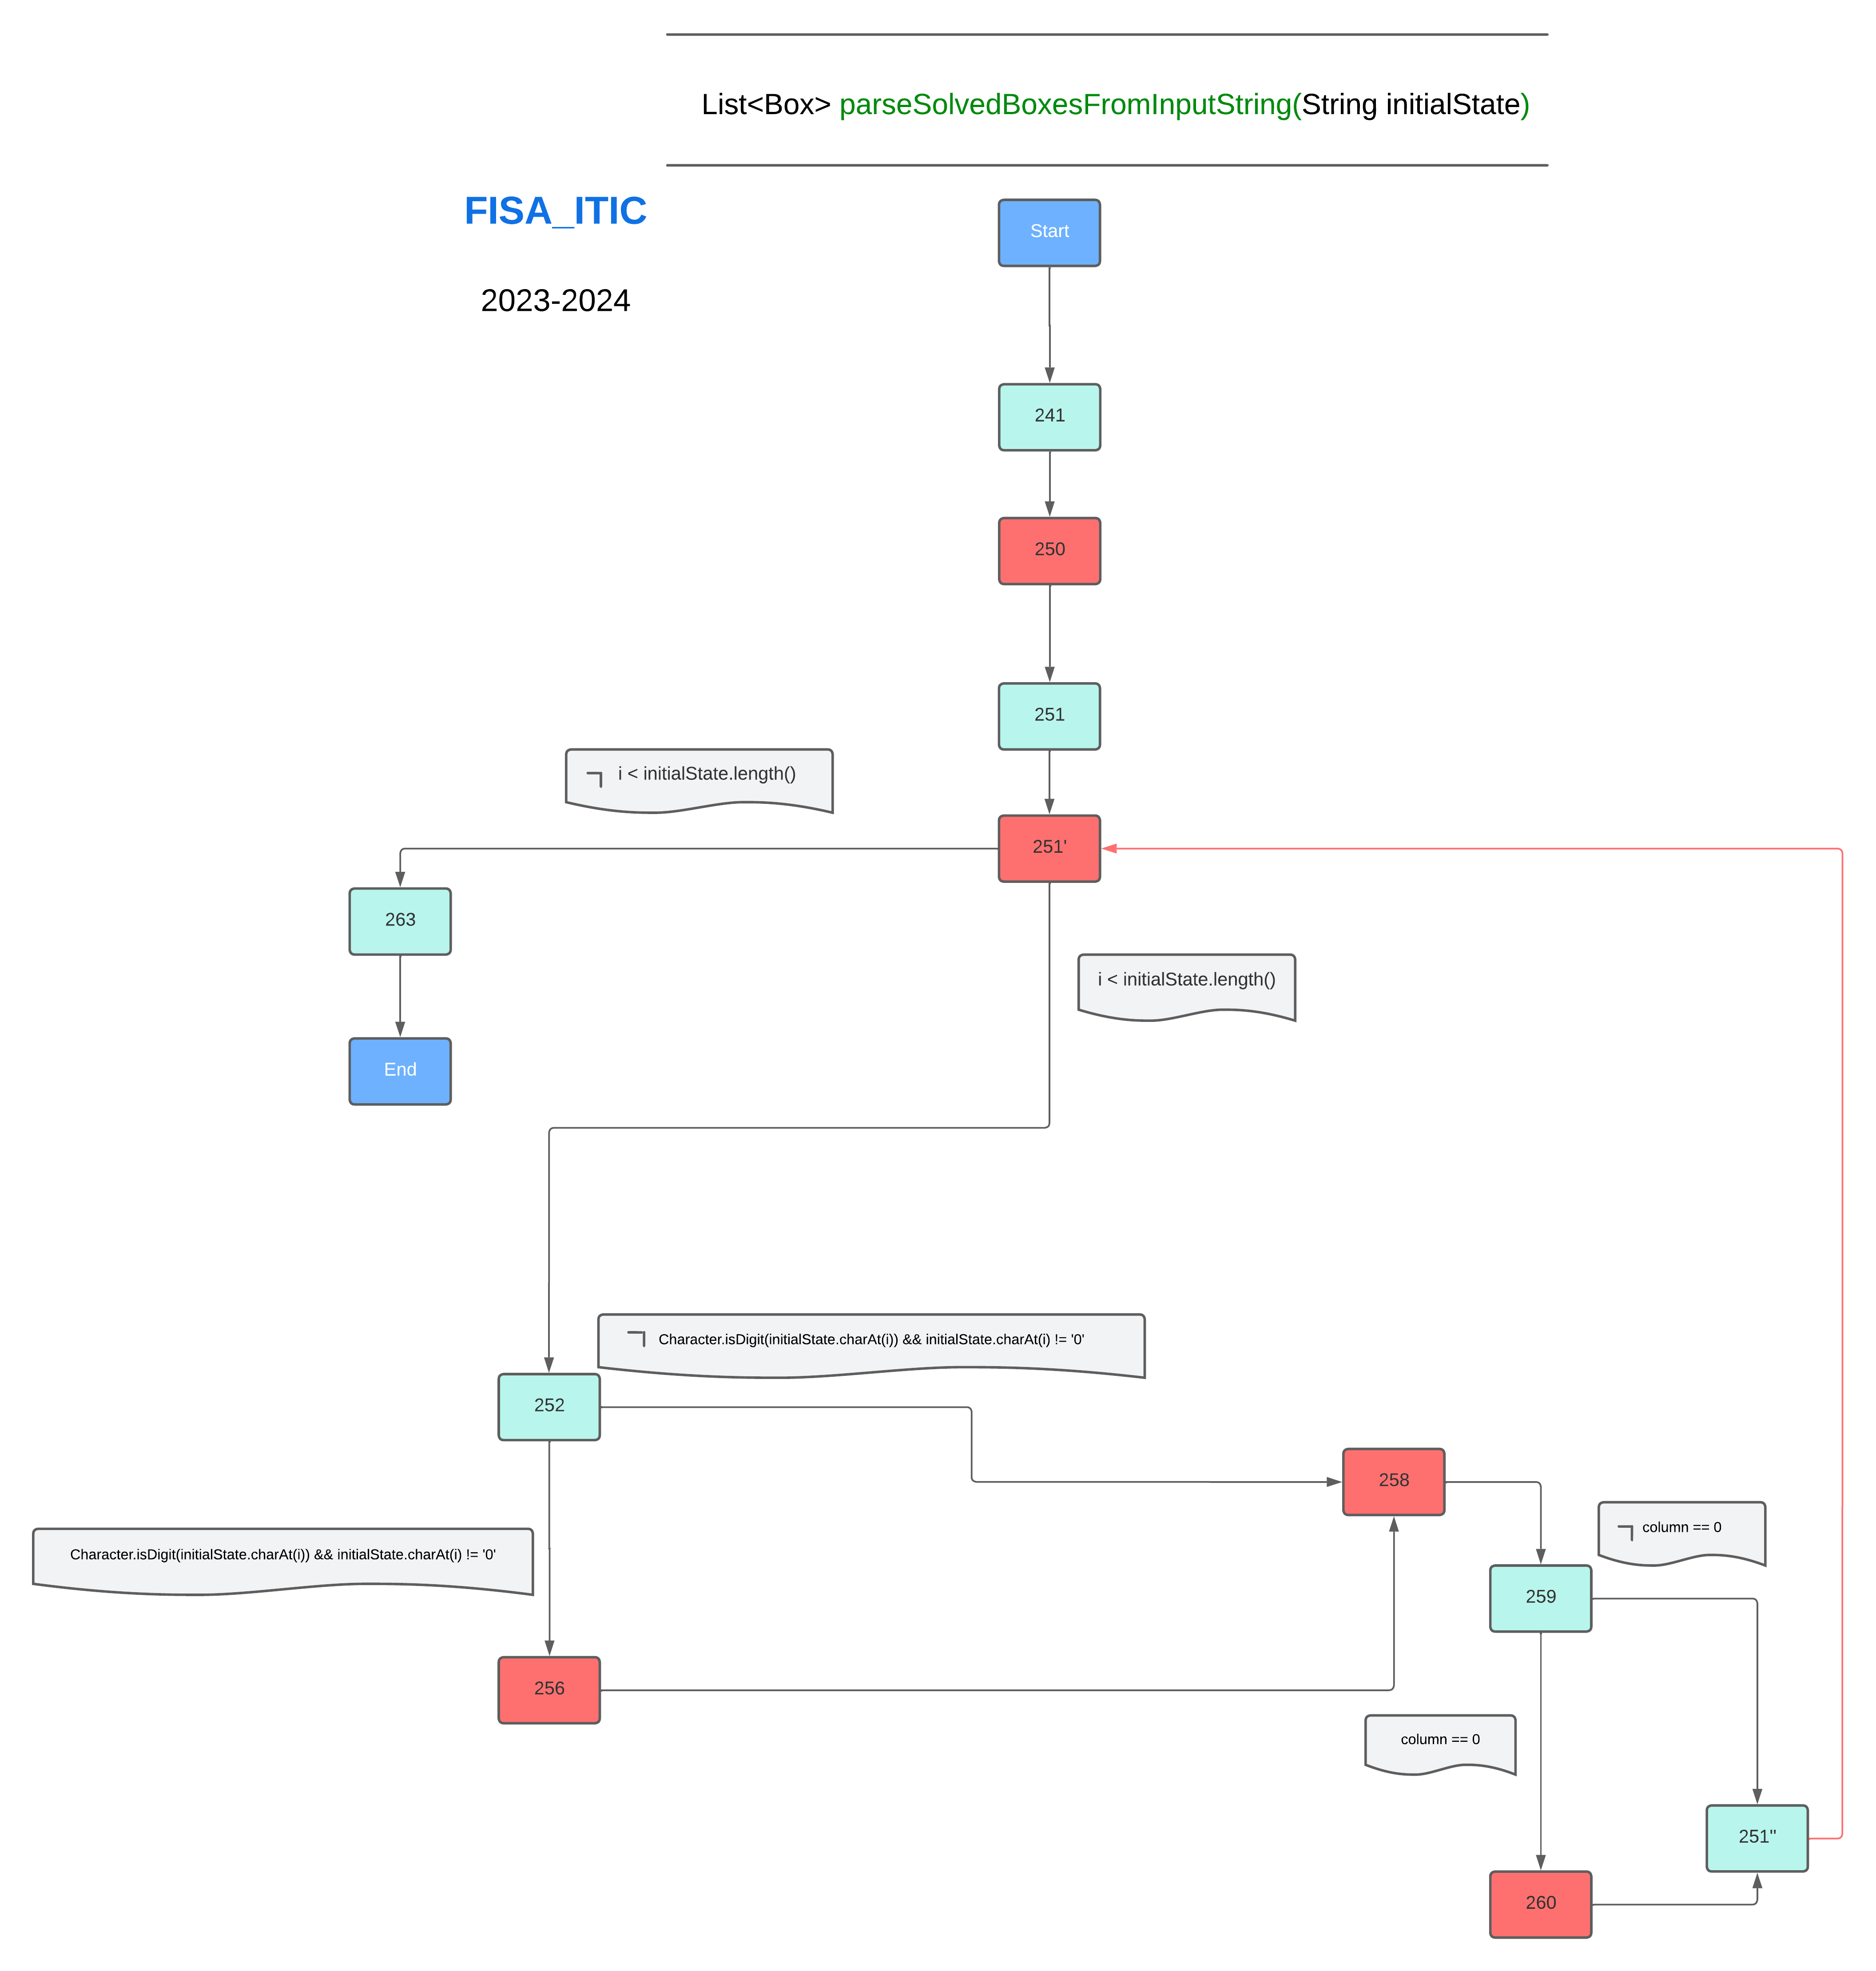 List<Box> parseSolvedBoxesFromInputString(String initialState)
FISA_ITIC
2023-2024
Start
241
250
251
¬ i < initialState.length()
251'
263
i < initialState.length()
End
¬ Character.isDigit(initialState.charAt(i)) && initialState.charAt(i) != '0'
252
258
¬ column == 0
Character.isDigit(initialState.charAt(i)) && initialState.charAt(i) != '0'
259
256
column == 0
251''
260